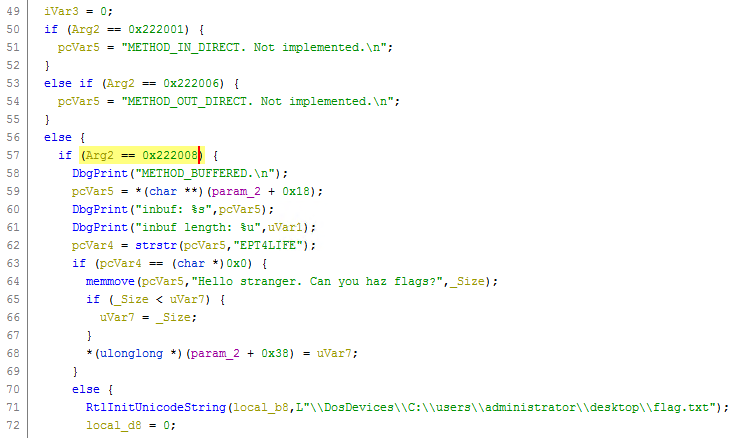 49 iVar3 = 0;
50 if (Arg2 == 0x222001) {
51 pcVar5 = "METHOD_IN_DIRECT. Not implemented.\n";
52 }
53 else if (Arg2 == 0x222006) {
54 pcVar5 = "METHOD_OUT_DIRECT. Not implemented.\n";
55 }
56 else {
57 if (Arg2 == 0x222008) {
58 DbgPrint("METHOD_BUFFERED.\n");
59 pcVar5 = *(char **)(param_2 + 0x18);
60 DbgPrint("inbuf: %s",pcVar5);
61 DbgPrint("inbuf length: %u",uVar1);
62 pcVar4 = strstr(pcVar5,"EPT4LIFE");
63 if (pcVar4 == (char *)0x0) {
64 memmove(pcVar5,"Hello stranger. Can you haz flags?",_Size);
65 if (_Size < uVar7) {
66 uVar7 = _Size;
67 }
68 *(ulonglong *)(param_2 + 0x38) = uVar7;
69 }
70 else {
71 RtlInitUnicodeString(local_b8,L"\\DosDevices\\C:\\users\\administrator\\desktop\\flag.txt");
72 local_d8 = 0;